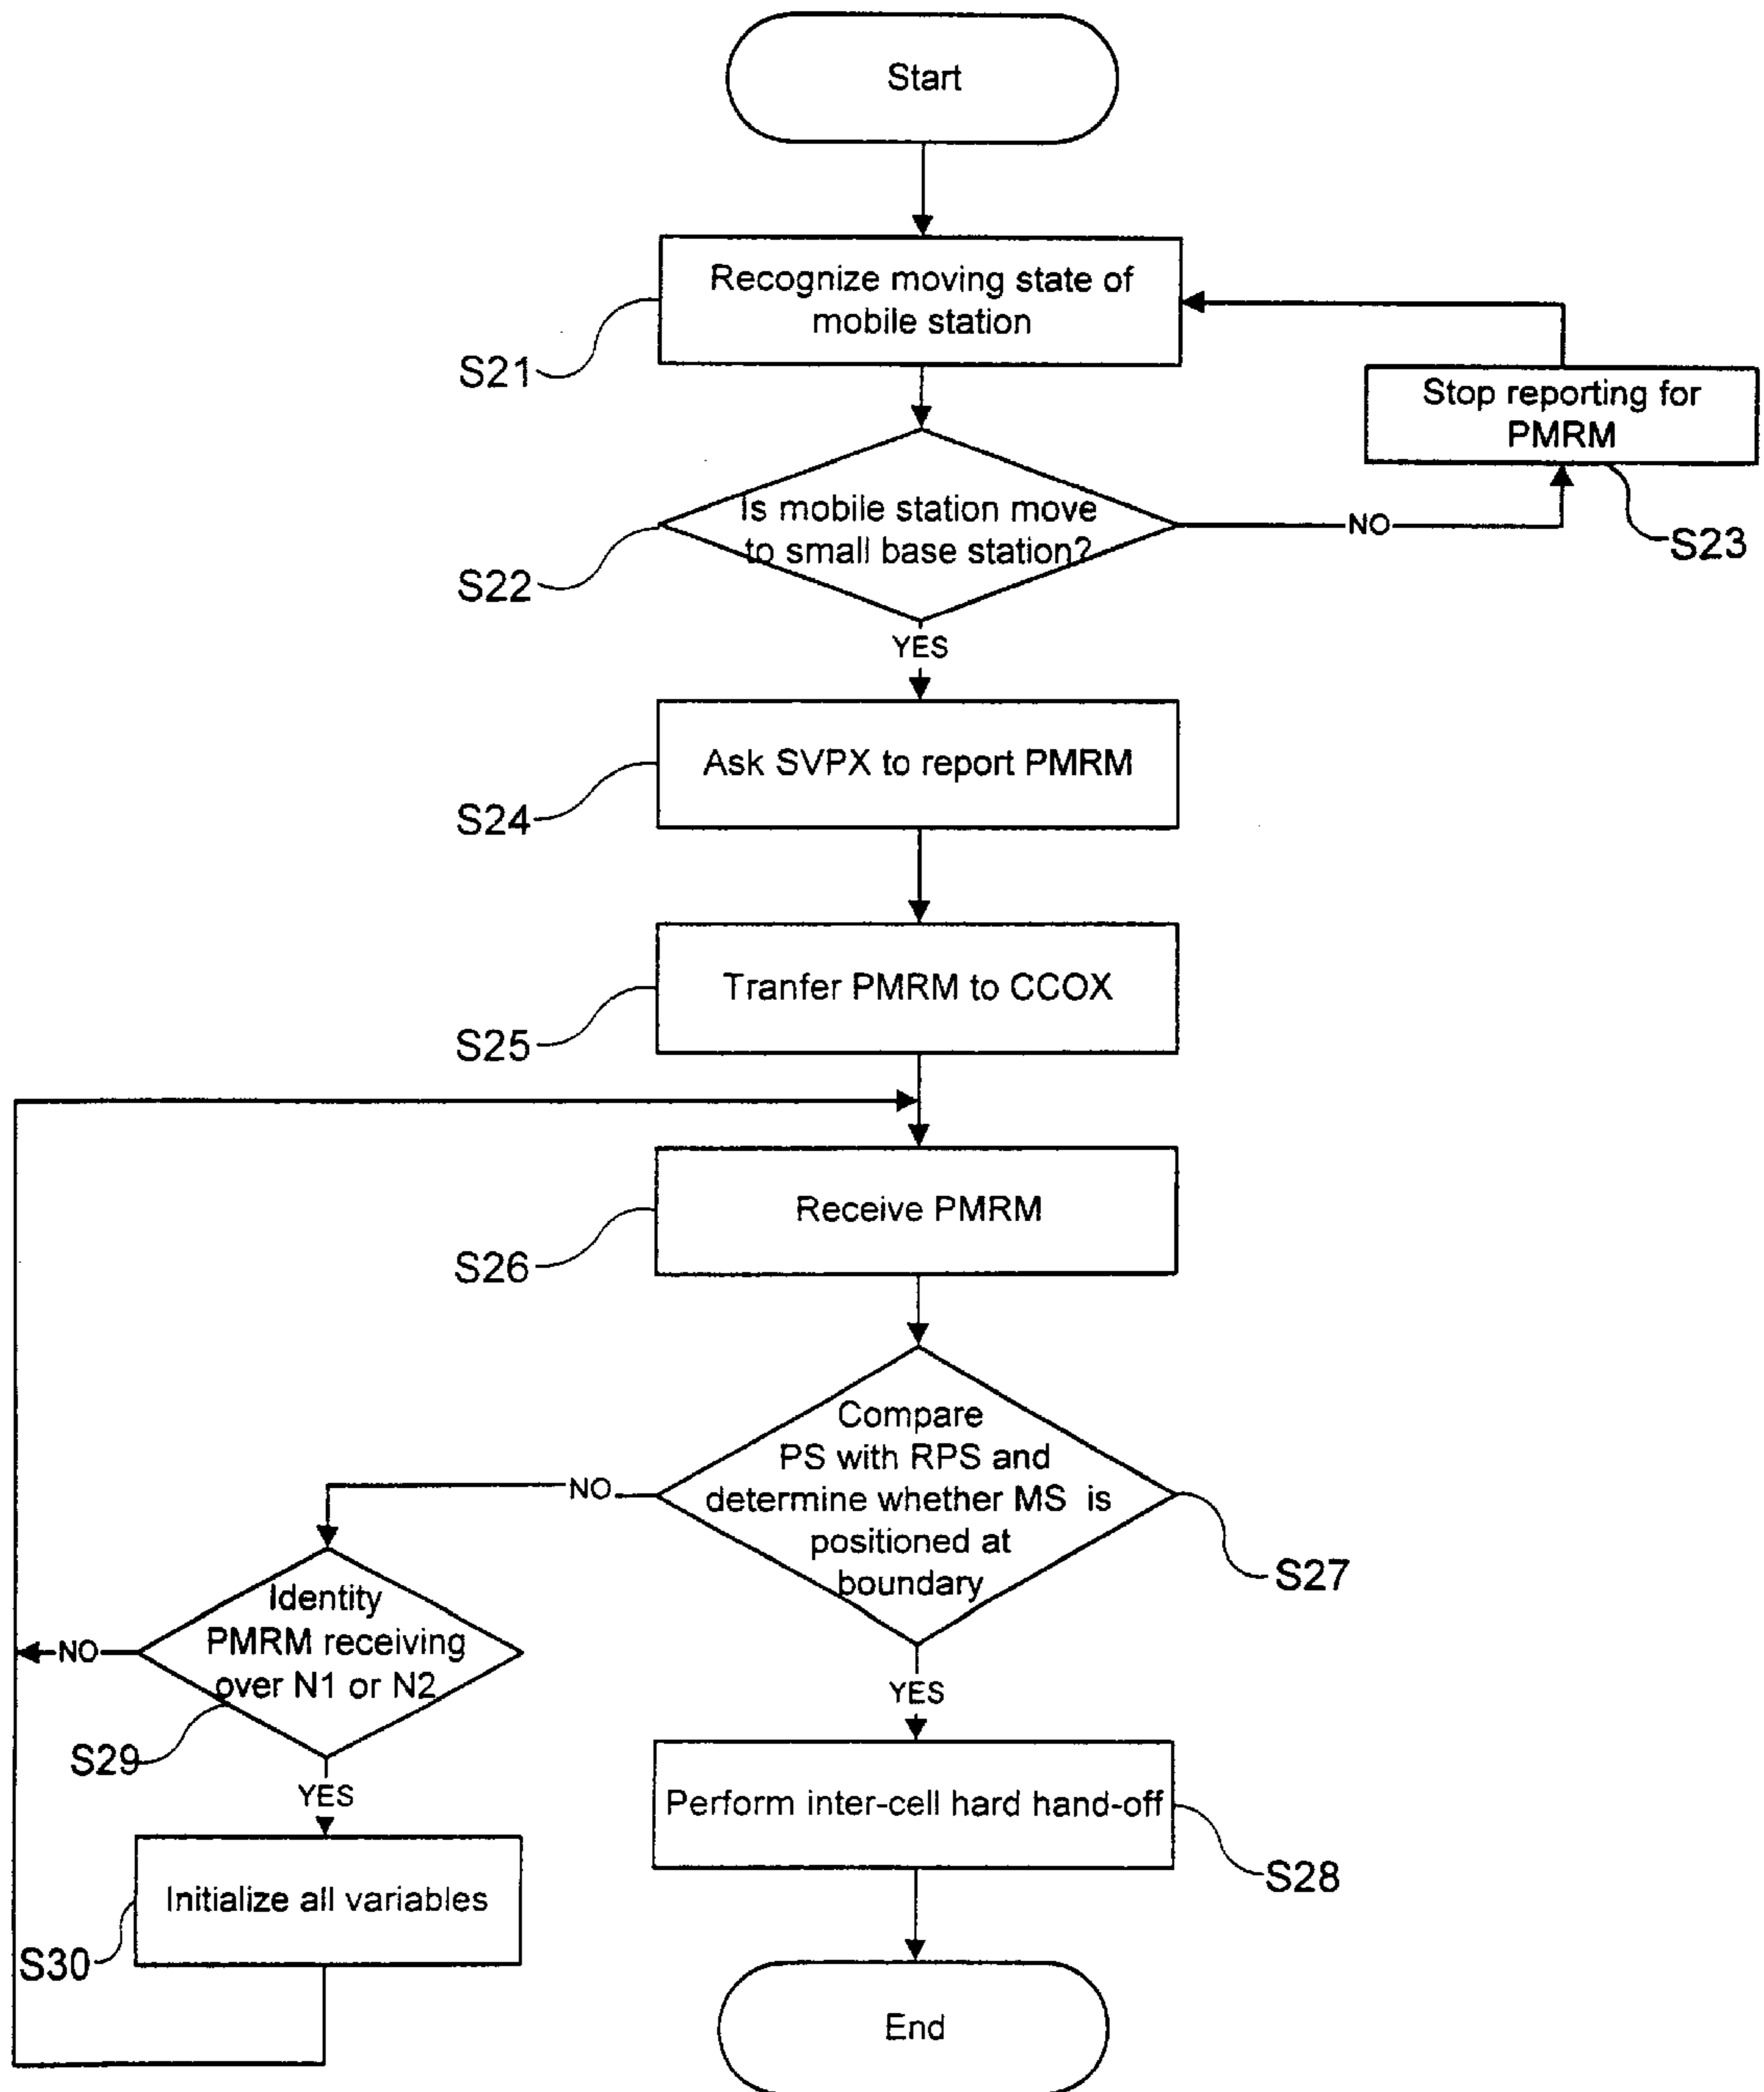 Start
Recognize moving state of
mobile station
S21
Stop reporting for
PMRM
S23
Is mobile station move
to small base station?
NO
S22
YES
Ask SVPX to report PMRM
S24
Tranfer PMRM to CCOX
S25
Receive PMRM
S26
Compare
PS with RPS and
determine whether MS is
positioned at
boundary
NO
S27
Identity
PMRM receiving
over N1 or N2
NO
S29
YES
YES
Perform inter-cell hard hand-off
S28
Initialize all variables
S30
End